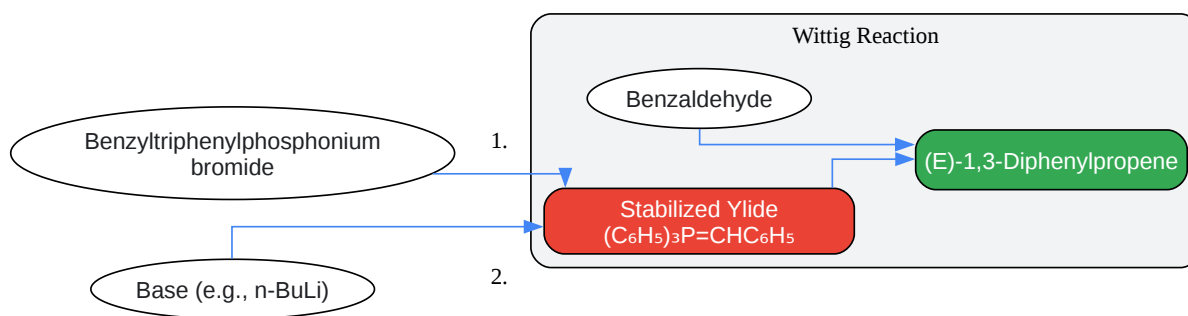 Wittig Reaction
Benzaldehyde
Benzyltriphenylphosphonium
bromide
1.
(E)-1,3-Diphenylpropene
Stabilized Ylide
(C₆H₅)₃P=CHC₆H₅
2.
Base (e.g., n-BuLi)